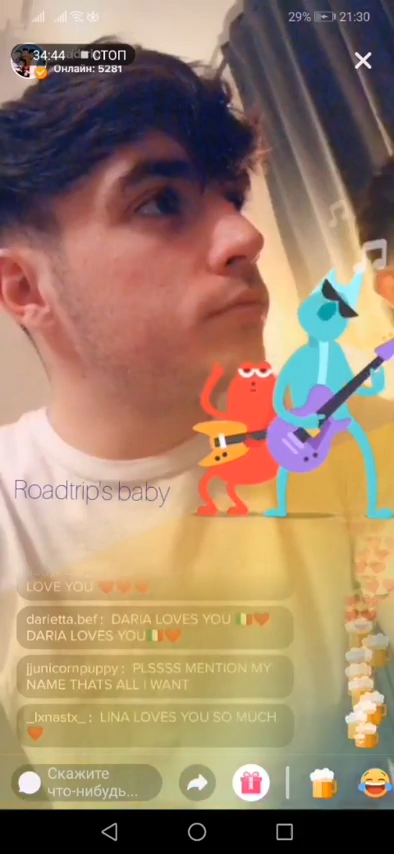 29% 21:30
34:44 СТОП
Онлайн: 5281
Roadtrip's baby
LOVE YOU 🧡🧡🧡
darietta.bef : DARIA LOVES YOU 🇮🇪🧡
DARIA LOVES YOU🇮🇪🧡
jjunicornpuppy : PLSSSS MENTION MY
NAME THATS ALL I WANT
_lxnastx_ : LINA LOVES YOU SO MUCH
🧡
Скажите
что-нибудь...